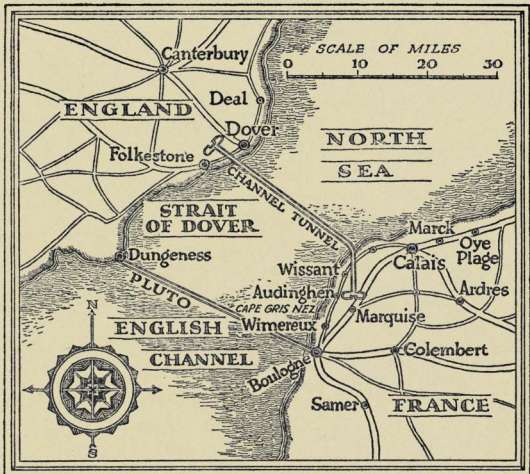 Canterbury
SCALE OF MILES
0 10 20 30
Deal
ENGLAND
Dover
NORTH
SEA
Folkestone
CHANNEL TUNNEL
STRAIT
OF DOVER
Marck
Oye
Plage
Calais
Dungeness
Wissant
Audinghen
Ardres
PLUTO
CAPE GRIS NEZ
Marquise
Wimereux
N
ENGLISH
CHANNEL
Colembert
Boulogne
Samer
FRANCE
S